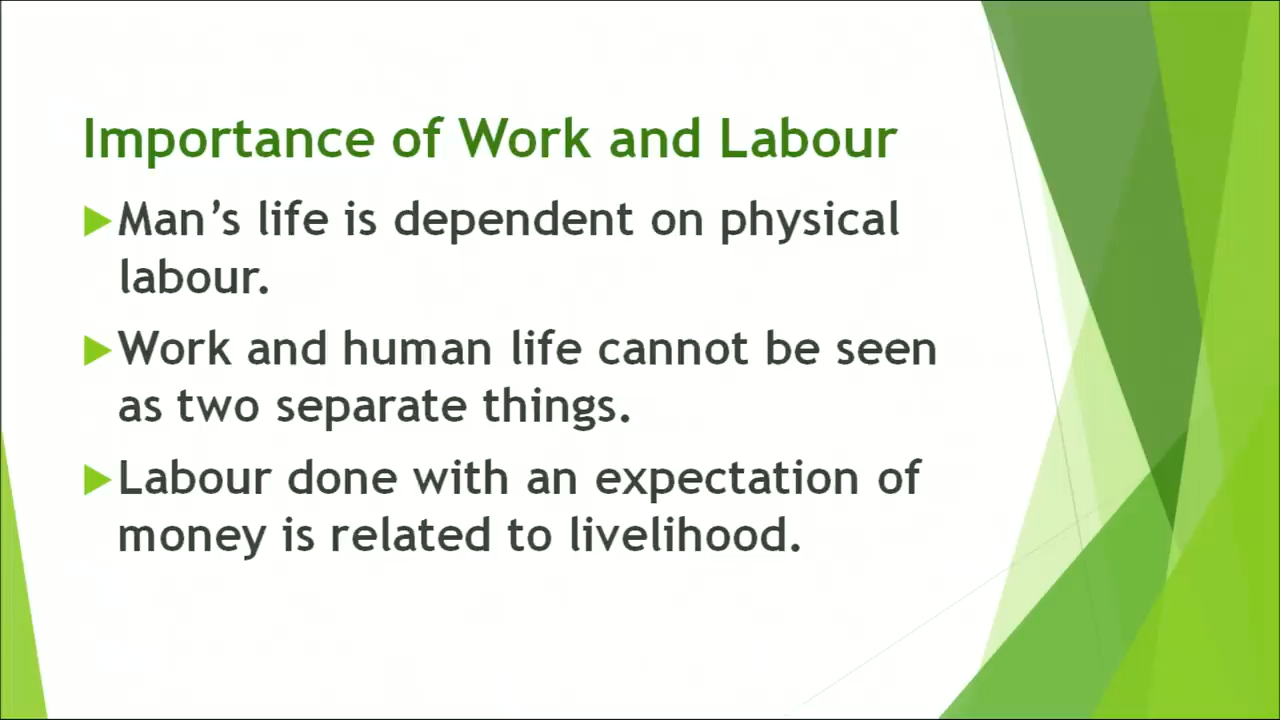 Importance of Work and Labour
Man’s life is dependent on physical
labour.
Work and human life cannot be seen
as two separate things.
Labour done with an expectation of
money is related to livelihood.